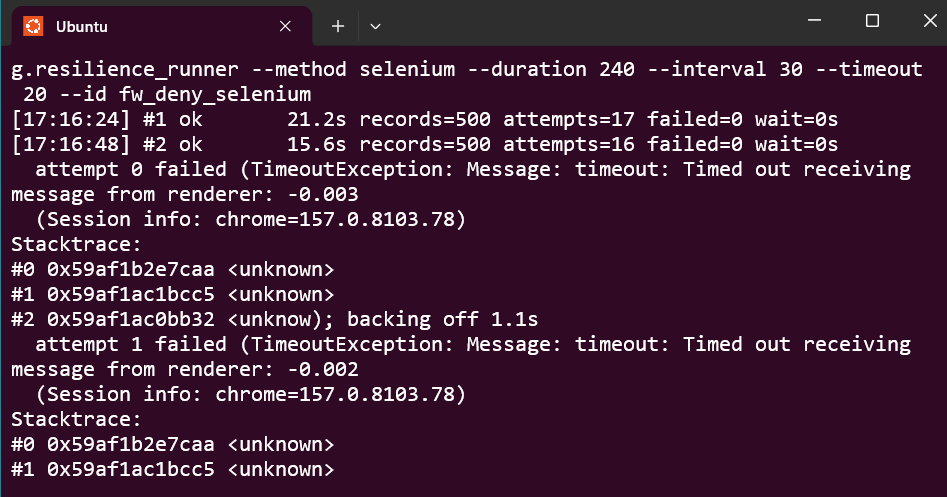 Ubuntu
g.resilience_runner --method selenium --duration 240 --interval 30 --timeout
20 --id fw_deny_selenium
[17:16:24] #1 ok       21.2s records=500 attempts=17 failed=0 wait=0s
[17:16:48] #2 ok       15.6s records=500 attempts=16 failed=0 wait=0s
  attempt 0 failed (TimeoutException: Message: timeout: Timed out receiving
message from renderer: -0.003
  (Session info: chrome=157.0.8103.78)
Stacktrace:
#0 0x59af1b2e7caa <unknown>
#1 0x59af1ac1bcc5 <unknown>
#2 0x59af1ac0bb32 <unknow); backing off 1.1s
  attempt 1 failed (TimeoutException: Message: timeout: Timed out receiving
message from renderer: -0.002
  (Session info: chrome=157.0.8103.78)
Stacktrace:
#0 0x59af1b2e7caa <unknown>
#1 0x59af1ac1bcc5 <unknown>